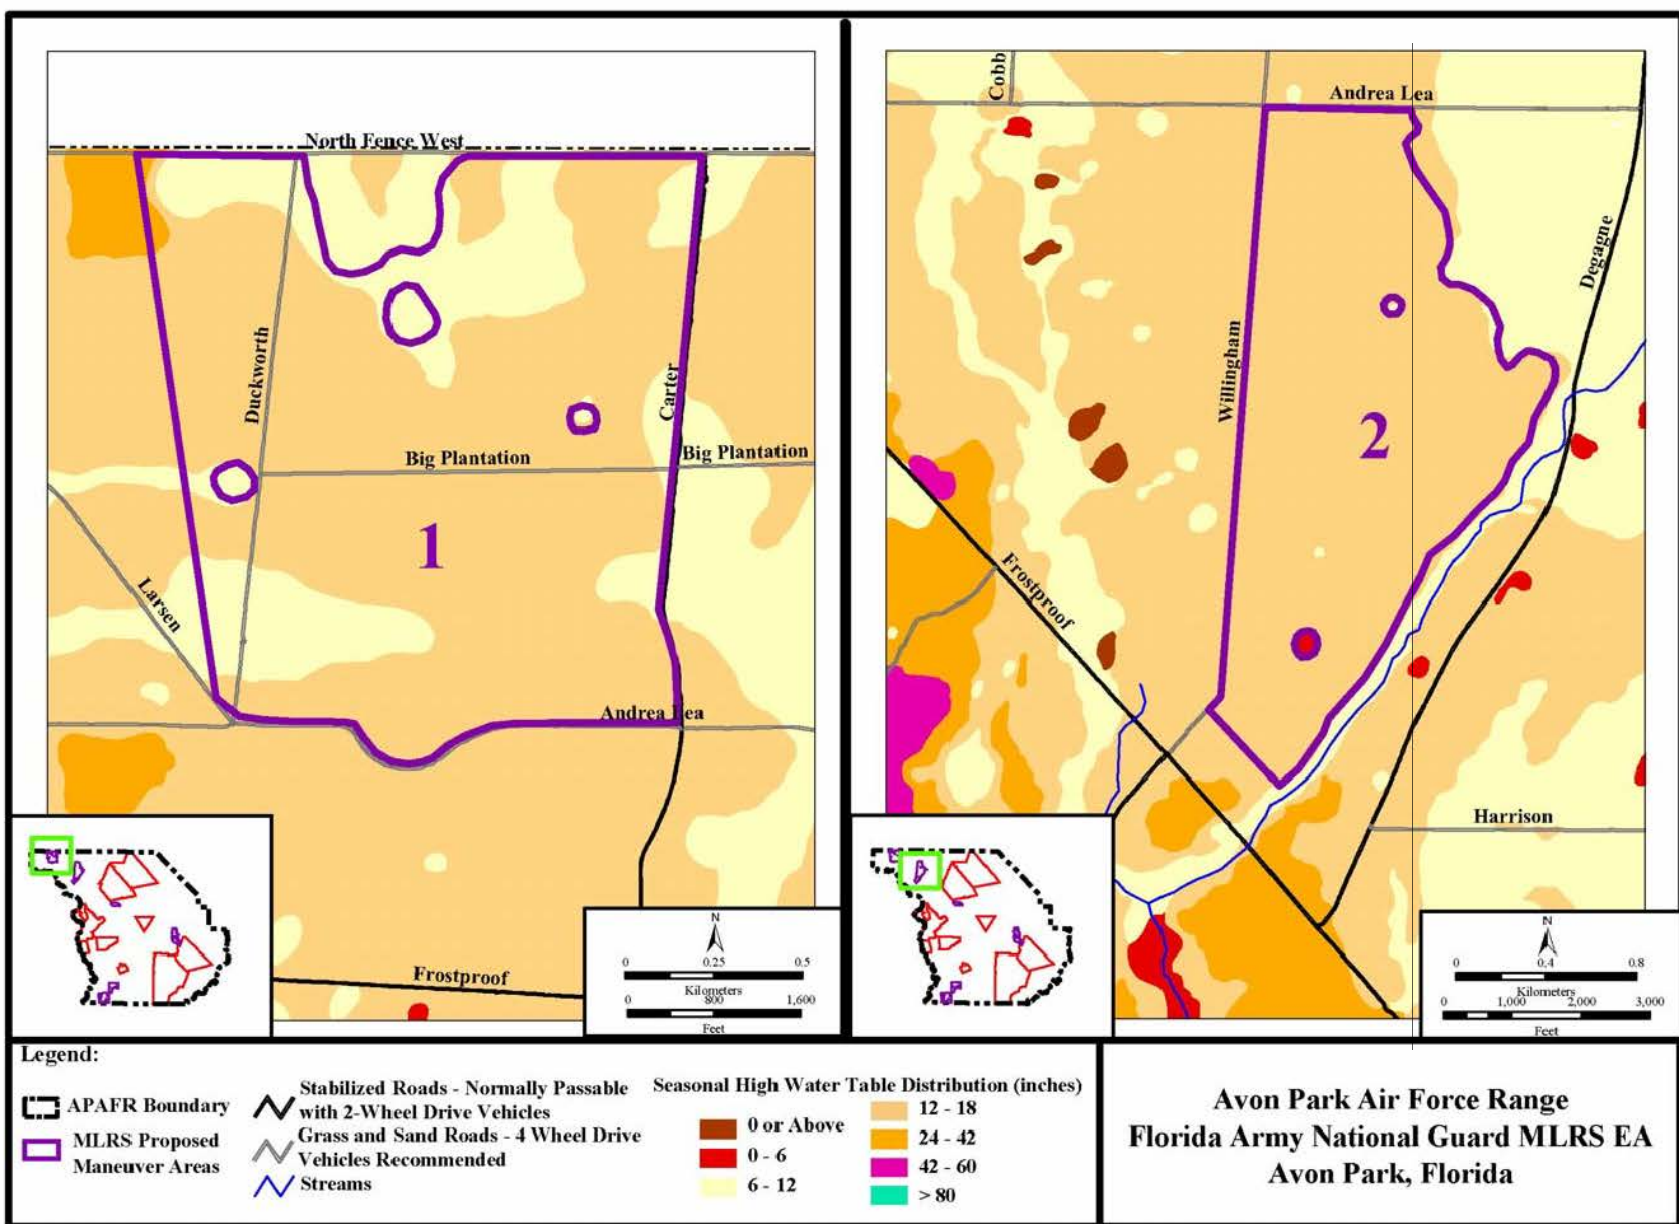 North Fence West
Duckworth
Carter
Big Plantation
Big Plantation
1
Larsen
Andrea Lea
Frostproof
N
0 0.25 0.5
Kilometers
0 800 1,600
Feet
Cobb
Andrea Lea
Degagne
Willingham
2
Frostproof
Harrison
N
0 0.4 0.8
Kilometers
0 1,000 2,000 3,000
Feet
Legend:
APAFR Boundary
MLRS Proposed
Maneuver Areas
Stabilized Roads - Normally Passable
with 2-Wheel Drive Vehicles
Grass and Sand Roads - 4 Wheel Drive
Vehicles Recommended
Streams
Seasonal High Water Table Distribution (inches)
0 or Above
0 - 6
6 - 12
12 - 18
24 - 42
42 - 60
> 80
Avon Park Air Force Range
Florida Army National Guard MLRS EA
Avon Park, Florida